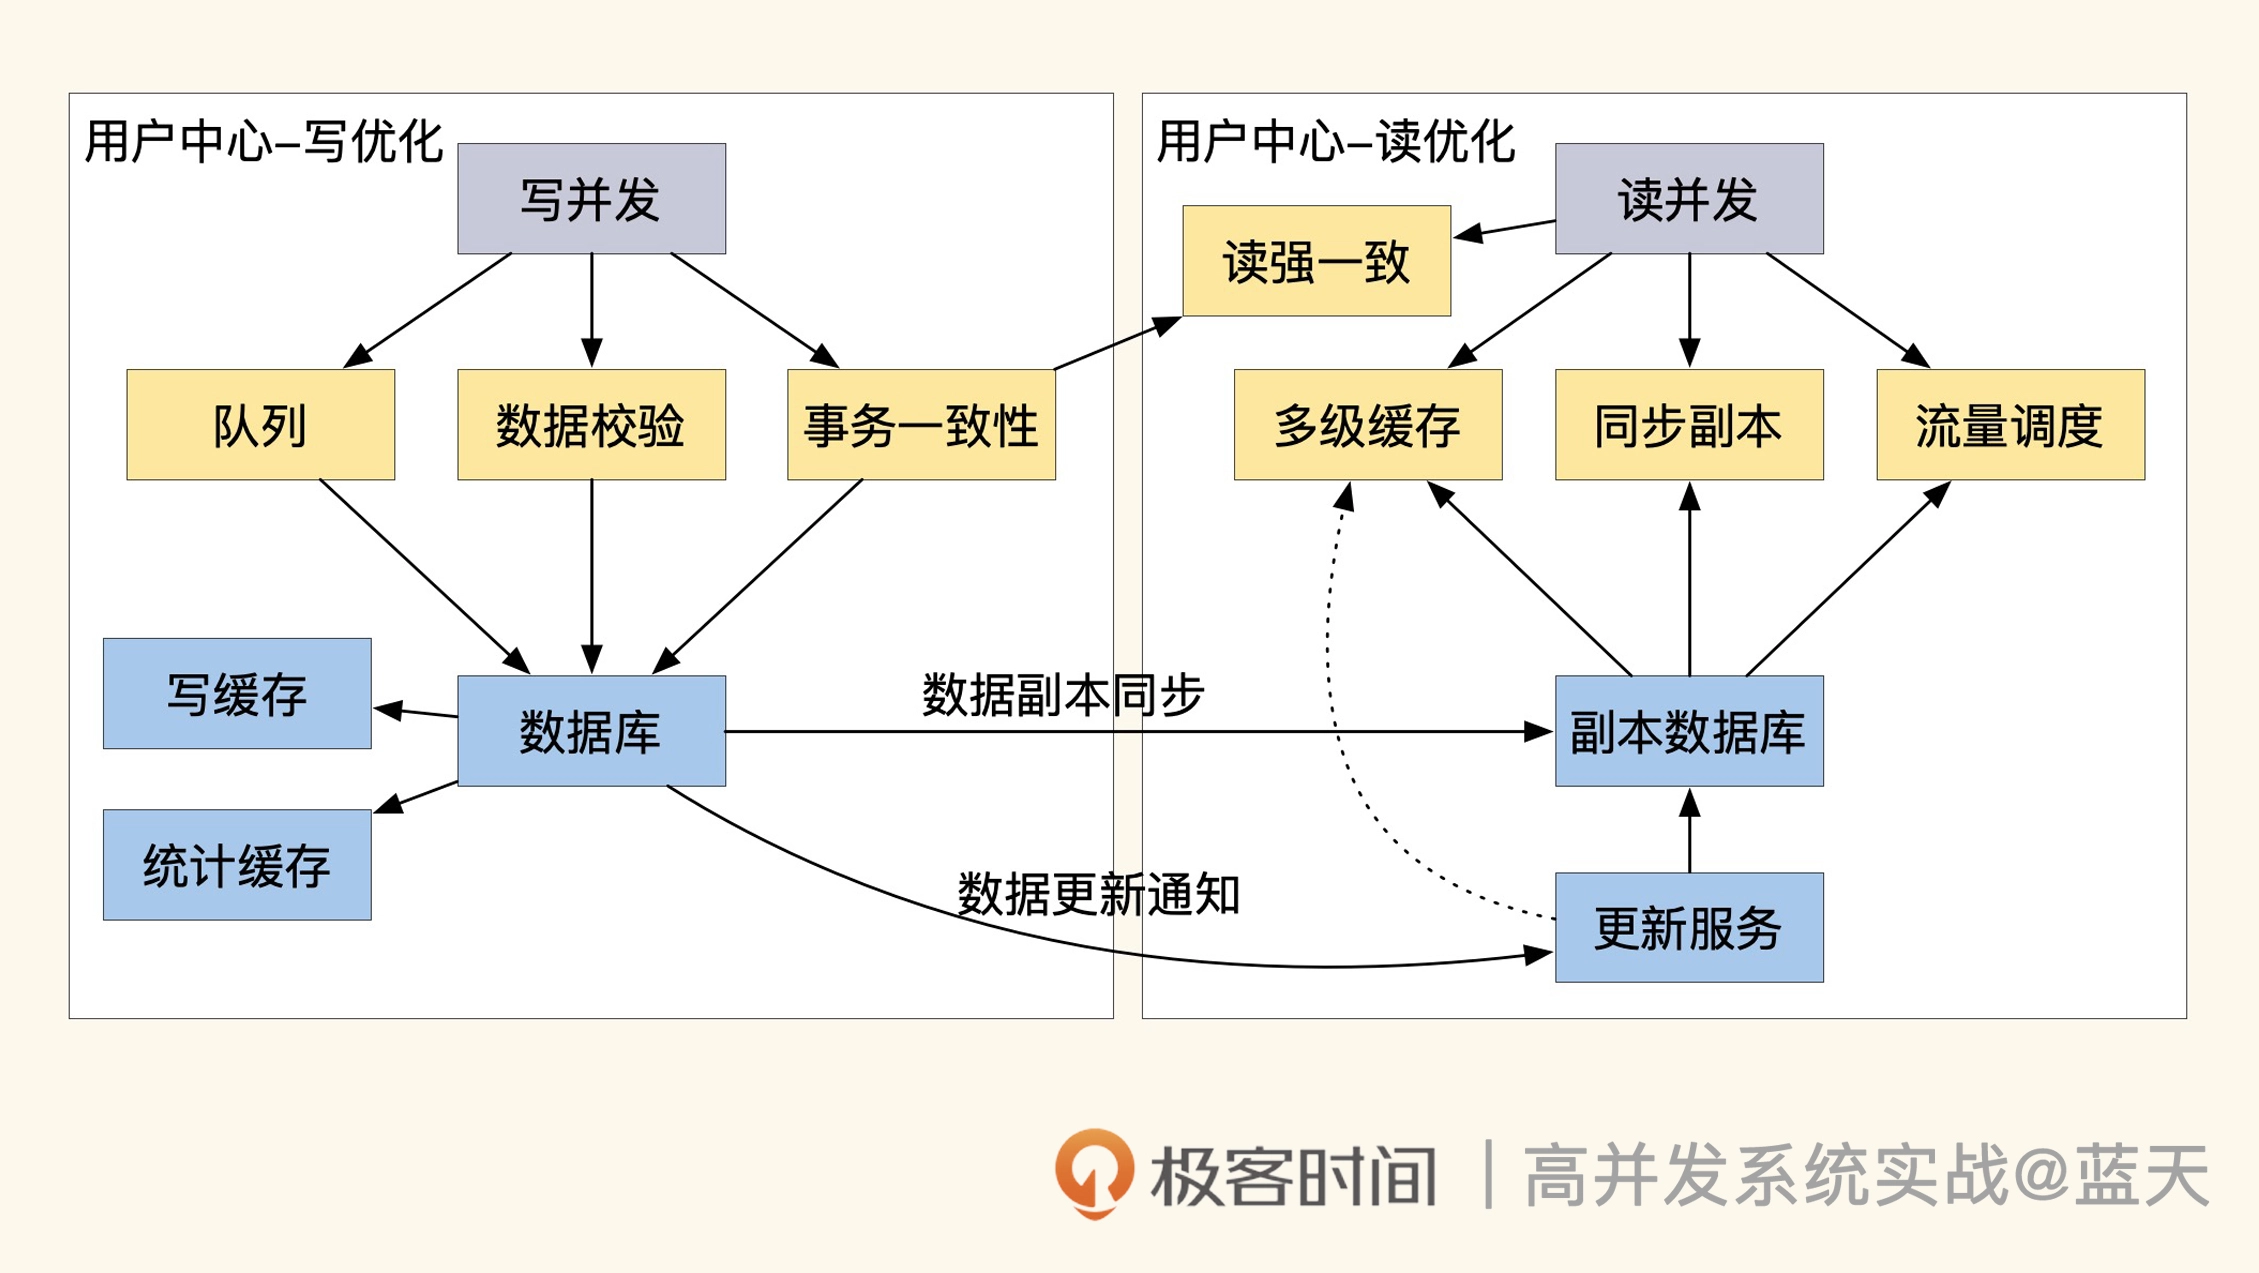 用户中心–写优化
写并发
队列
数据校验
事务一致性
写缓存
数据库
统计缓存
数据副本同步
数据更新通知
用户中心–读优化
读并发
读强一致
多级缓存
同步副本
流量调度
副本数据库
更新服务
极客时间 | 高并发系统实战@蓝天